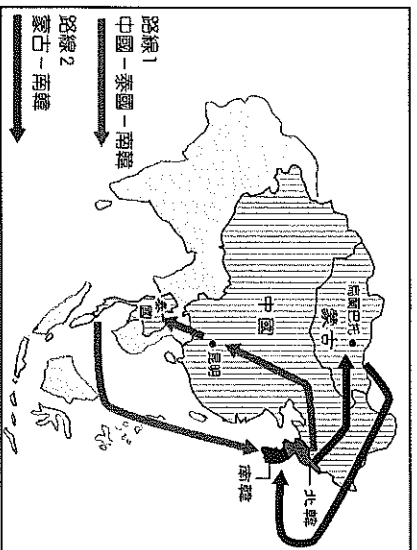 路線1
中國－泰國－南韓
路線2
蒙古－南韓
烏蘭巴托
蒙古
中國
昆明
泰國
北韓
南韓